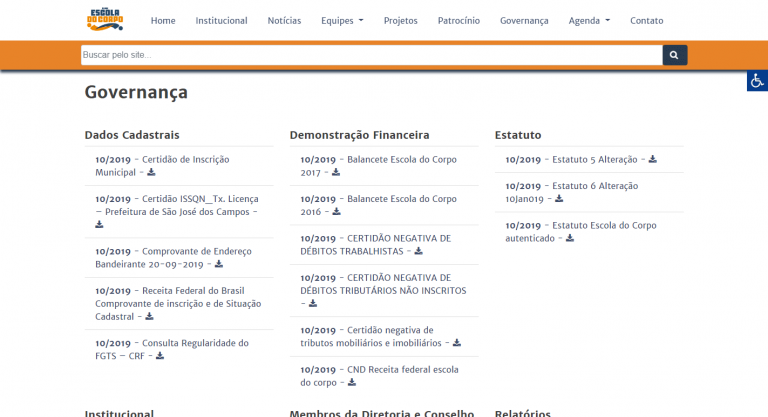 ESCOLA
DO CORPO
Home
Institucional
Notícias
Equipes
Projetos
Patrocínio
Governança
Agenda
Contato
Buscar pelo site...
Governança
Dados Cadastrais
10/2019 - Certidão de Inscrição
Municipal -
10/2019 - Certidão ISSQN_Tx. Licença
– Prefeitura de São José dos Campos -
10/2019 - Comprovante de Endereço
Bandeirante 20-09-2019 -
10/2019 - Receita Federal do Brasil
Comprovante de inscrição e de Situação
Cadastral -
10/2019 - Consulta Regularidade do
FGTS – CRF -
Demonstração Financeira
10/2019 - Balancete Escola do Corpo
2017 -
10/2019 - Balancete Escola do Corpo
2016 -
10/2019 - CERTIDÃO NEGATIVA DE
DÉBITOS TRABALHISTAS -
10/2019 - CERTIDÃO NEGATIVA DE
DÉBITOS TRIBUTÁRIOS NÃO INSCRITOS
-
10/2019 - Certidão negativa de
tributos mobiliários e imobiliários -
10/2019 - CND Receita federal escola
do corpo -
Estatuto
10/2019 - Estatuto 5 Alteração -
10/2019 - Estatuto 6 Alteração
10Jan019 -
10/2019 - Estatuto Escola do Corpo
autenticado -
Institucional
Membros da Diretoria e Conselho
Relatórios